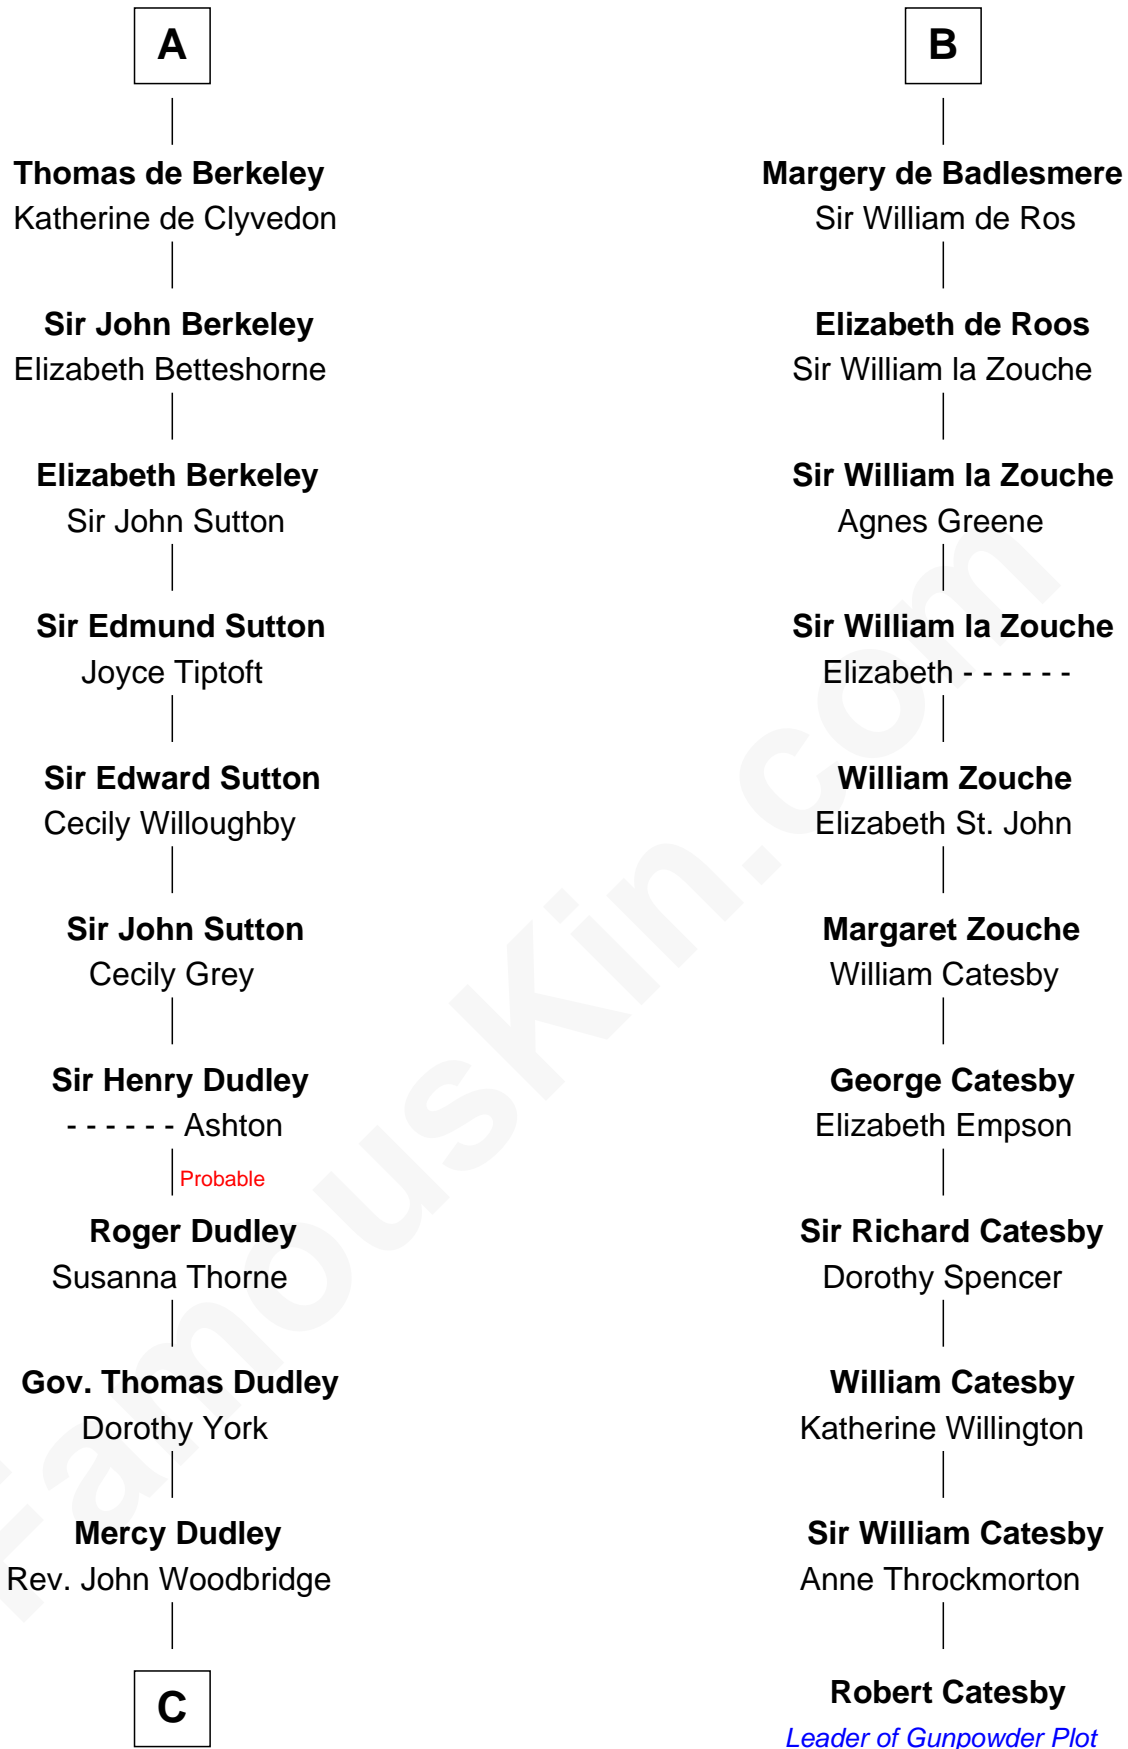 A
Thomas de Berkeley
Katherine de Clyvedon
Sir John Berkeley
Elizabeth Betteshorne
Elizabeth Berkeley
Sir John Sutton
Sir Edmund Sutton
Joyce Tiptoft
Sir Edward Sutton
Cecily Willoughby
Sir John Sutton
Cecily Grey
Sir Henry Dudley
- - - - - - Ashton
Probable
Roger Dudley
Susanna Thorne
Gov. Thomas Dudley
Dorothy York
Mercy Dudley
Rev. John Woodbridge
C
B
Margery de Badlesmere
Sir William de Ros
Elizabeth de Roos
Sir William la Zouche
Sir William la Zouche
Agnes Greene
Sir William la Zouche
Elizabeth - - - - - -
William Zouche
Elizabeth St. John
Margaret Zouche
William Catesby
George Catesby
Elizabeth Empson
Sir Richard Catesby
Dorothy Spencer
William Catesby
Katherine Willington
Sir William Catesby
Anne Throckmorton
Robert Catesby
Leader of Gunpowder Plot
FamousKin.com